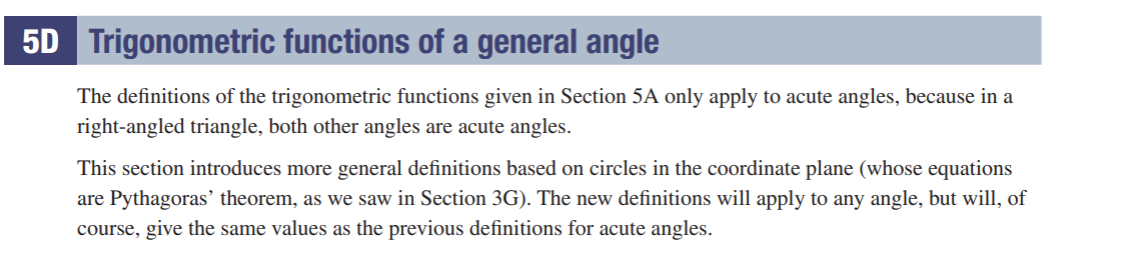 5D Trigonometric functions of a general angle
The definitions of the trigonometric functions given in Section 5A only apply to acute angles, because in a
right-angled triangle, both other angles are acute angles.
This section introduces more general definitions based on circles in the coordinate plane (whose equations
are Pythagoras’ theorem, as we saw in Section 3G). The new definitions will apply to any angle, but will, of
course, give the same values as the previous definitions for acute angles.